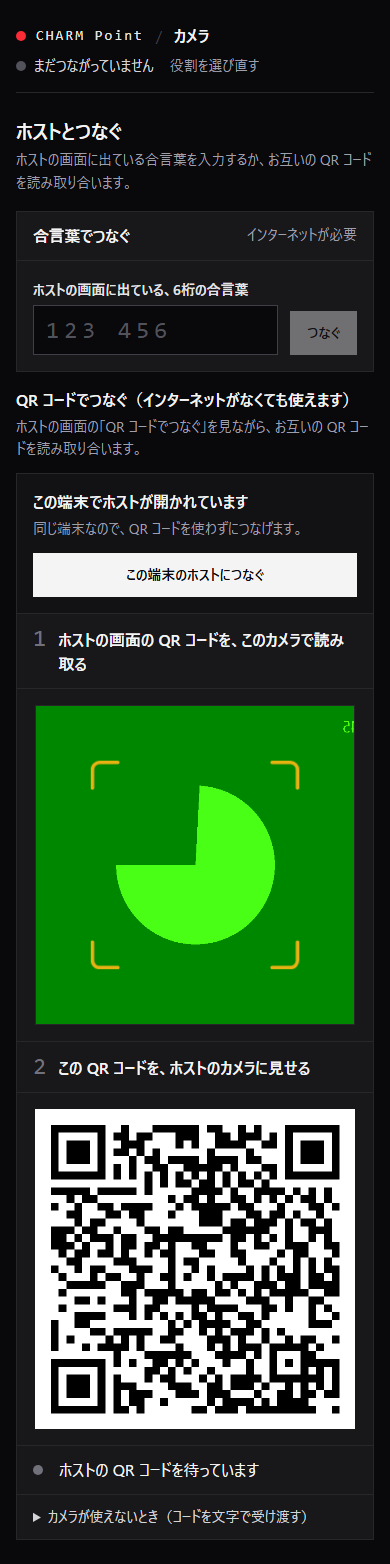 CHARM Point / カメラ
まだつながっていません 役割を選び直す
ホストとつなぐ
ホストの画面に出ている合言葉を入力するか、お互いの QR コード
を読み取り合います。
合言葉でつなぐ インターネットが必要
ホストの画面に出ている、6桁の合言葉
123 456 つなぐ
QR コードでつなぐ（インターネットがなくても使えます）
ホストの画面の「QR コードでつなぐ」を見ながら、お互いの QR コー
ドを読み取り合います。
この端末でホストが開かれています
同じ端末なので、QR コードを使わずにつなげます。
この端末のホストにつなぐ
1 ホストの画面の QR コードを、このカメラで読み
取る
2 この QR コードを、ホストのカメラに見せる
ホストの QR コードを待っています
▶ カメラが使えないとき（コードを文字で受け渡す）